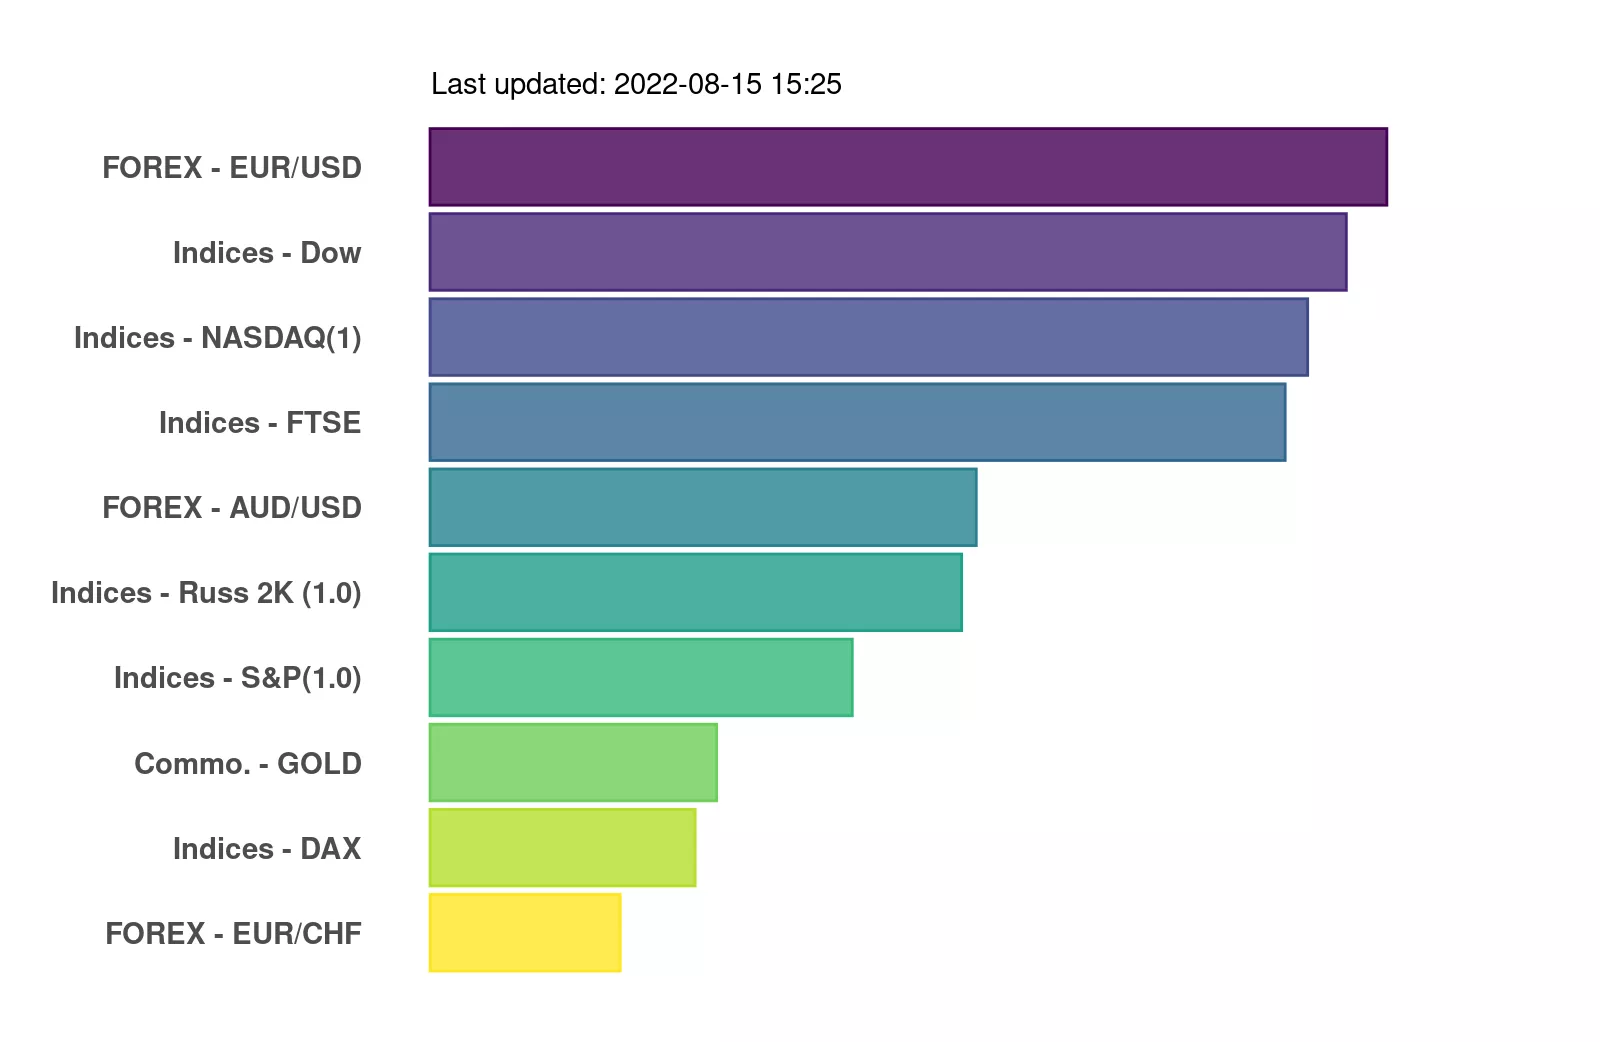 Last updated: 2022-08-15 15:25
FOREX - EUR/USD
Indices - Dow
Indices - NASDAQ(1)
Indices - FTSE
FOREX - AUD/USD
Indices - Russ 2K (1.0)
Indices - S&P(1.0)
Commo. - GOLD
Indices - DAX
FOREX - EUR/CHF